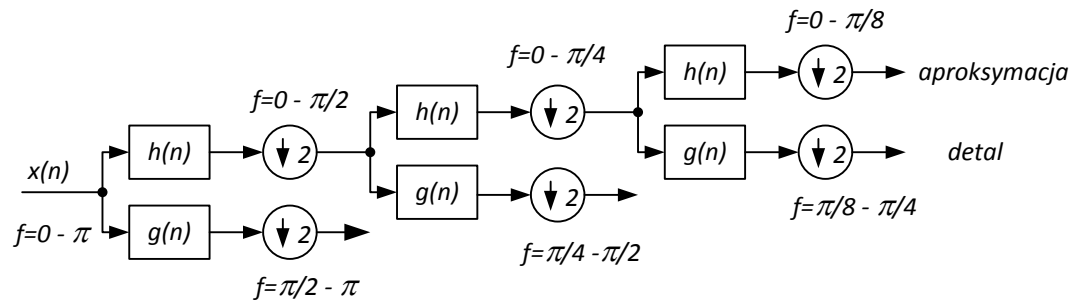 f=0 - π/8
h(n)
↓ 2
aproksymacja
f=0 - π/4
h(n)
↓ 2
g(n)
↓ 2
detal
f=π/8 - π/4
f=0 - π/2
h(n)
↓ 2
g(n)
↓ 2
f=π/4 -π/2
x(n)
f=0 - π
g(n)
↓ 2
f=π/2 - π